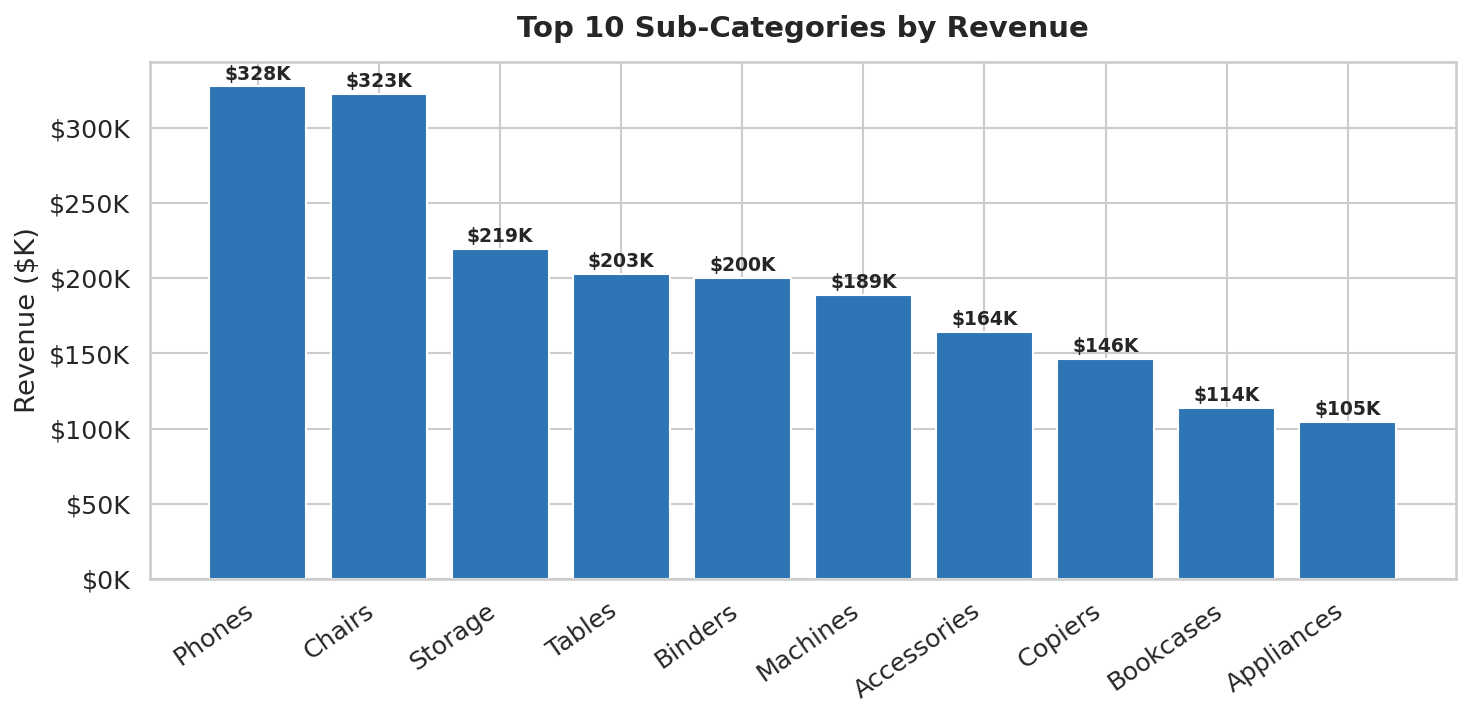 Top 10 Sub-Categories by Revenue
Revenue ($K)
$300K
$250K
$200K
$150K
$100K
$50K
$0K
$328K
$323K
$219K
$203K
$200K
$189K
$164K
$146K
$114K
$105K
Phones
Chairs
Storage
Tables
Binders
Machines
Accessories
Copiers
Bookcases
Appliances